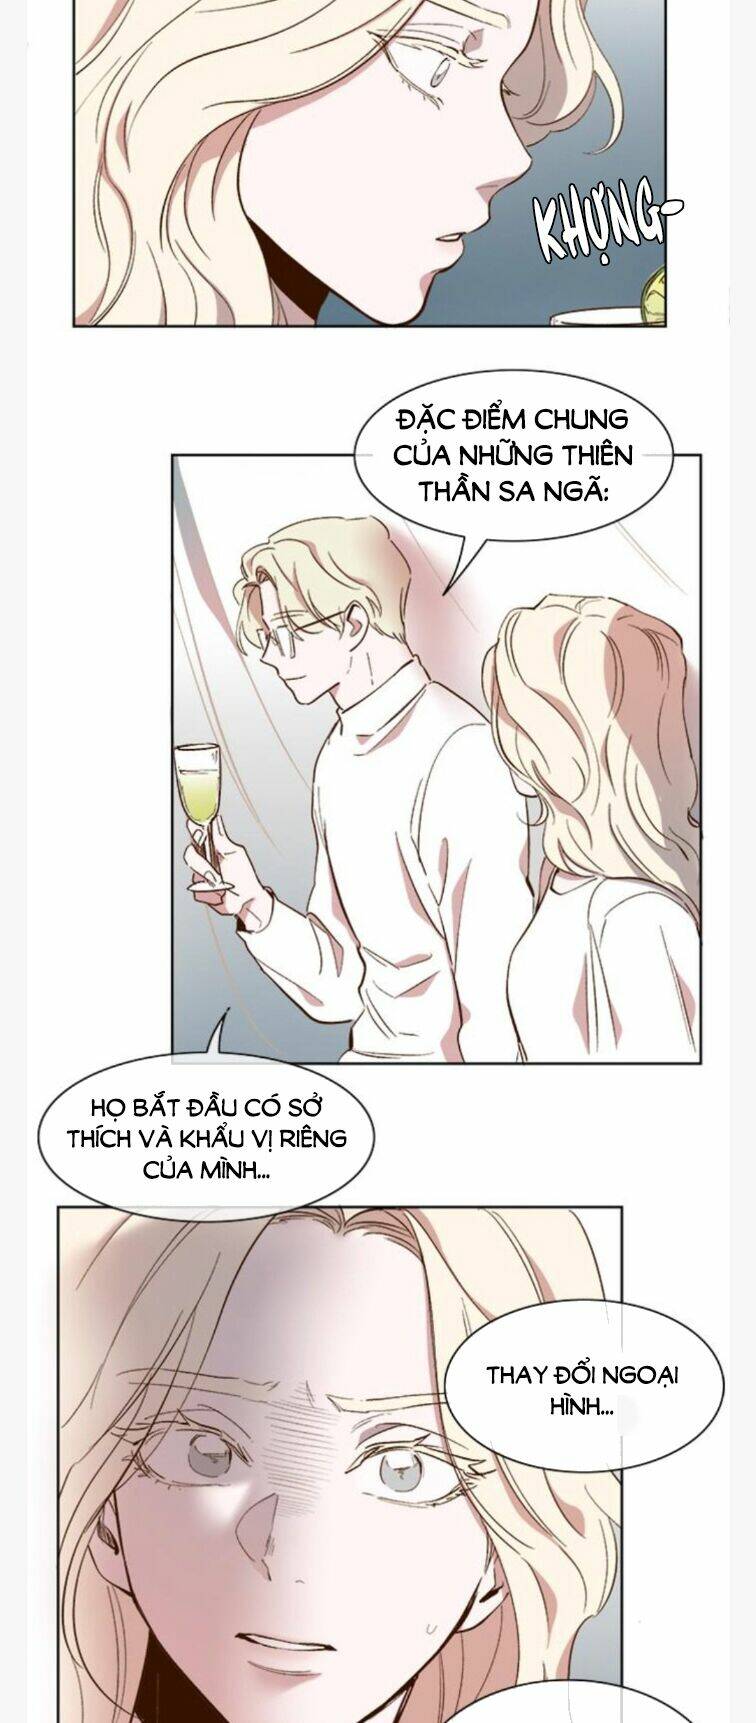 KHỰNG-
ĐẶC ĐIỂM CHUNG
CỦA NHỮNG THIÊN
THẦN SA NGÃ:
HỌ BẮT ĐẦU CÓ SỞ
THÍCH VÀ KHẨU VỊ RIÊNG
CỦA MÌNH...
THAY ĐỔI NGOẠI
HÌNH...